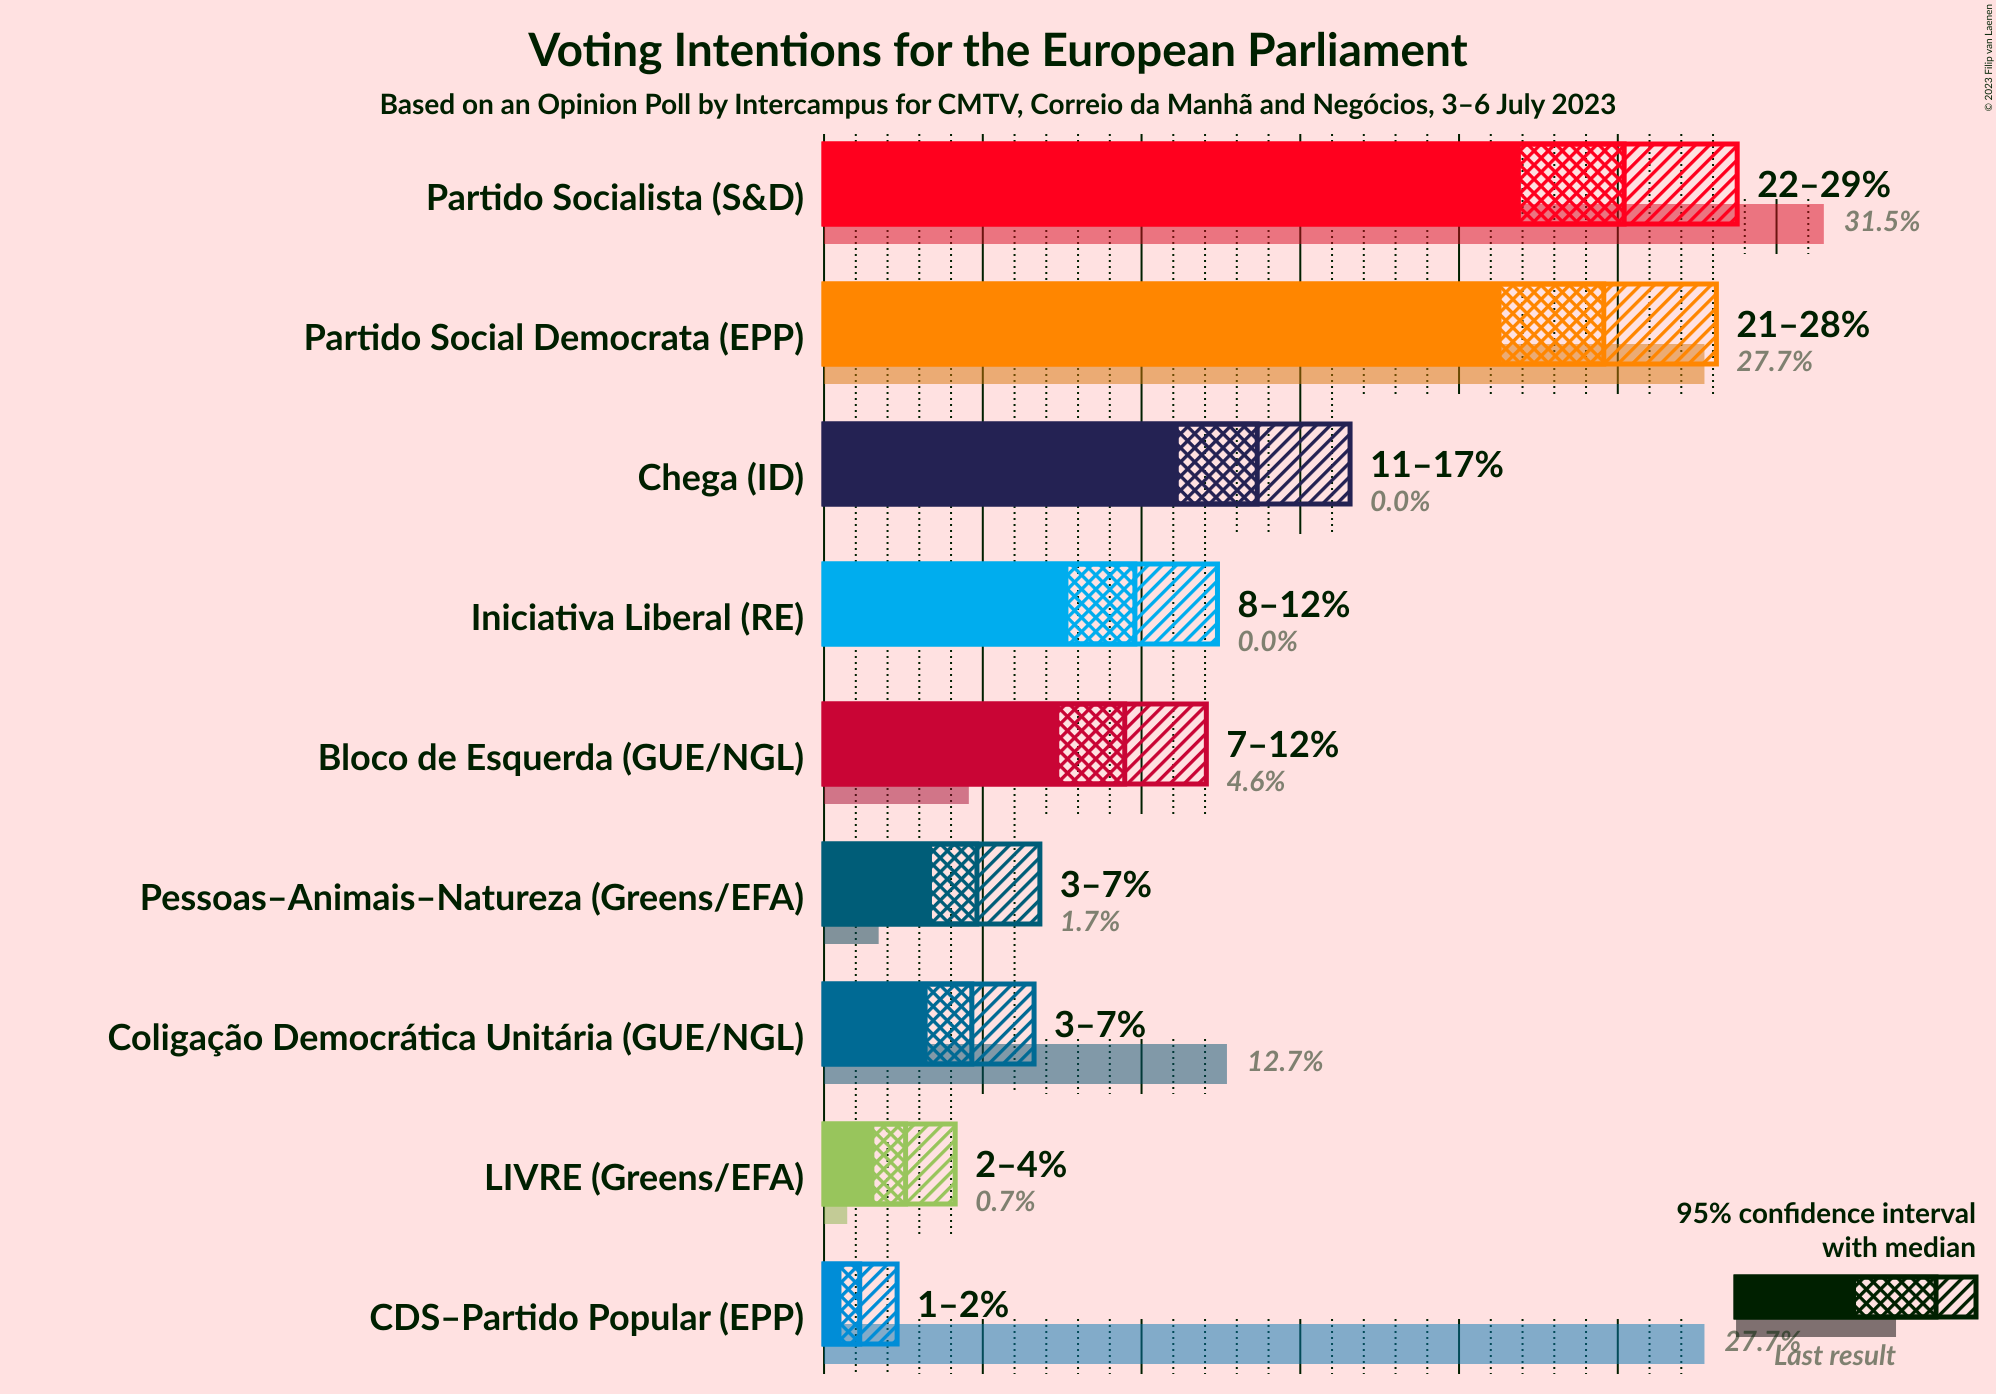 © 2023 Filip van Laenen
Voting Intentions for the European Parliament
Based on an Opinion Poll by Intercampus for CMTV, Correio da Manhã and Negócios, 3–6 July 2023
Partido Socialista (S&D)
22–29%
31.5%
Partido Social Democrata (EPP)
21–28%
27.7%
Chega (ID)
11–17%
0.0%
Iniciativa Liberal (RE)
8–12%
0.0%
Bloco de Esquerda (GUE/NGL)
7–12%
4.6%
Pessoas–Animais–Natureza (Greens/EFA)
3–7%
1.7%
Coligação Democrática Unitária (GUE/NGL)
3–7%
12.7%
LIVRE (Greens/EFA)
2–4%
0.7%
CDS–Partido Popular (EPP)
1–2%
27.7%
95% confidence interval
with median
Last result